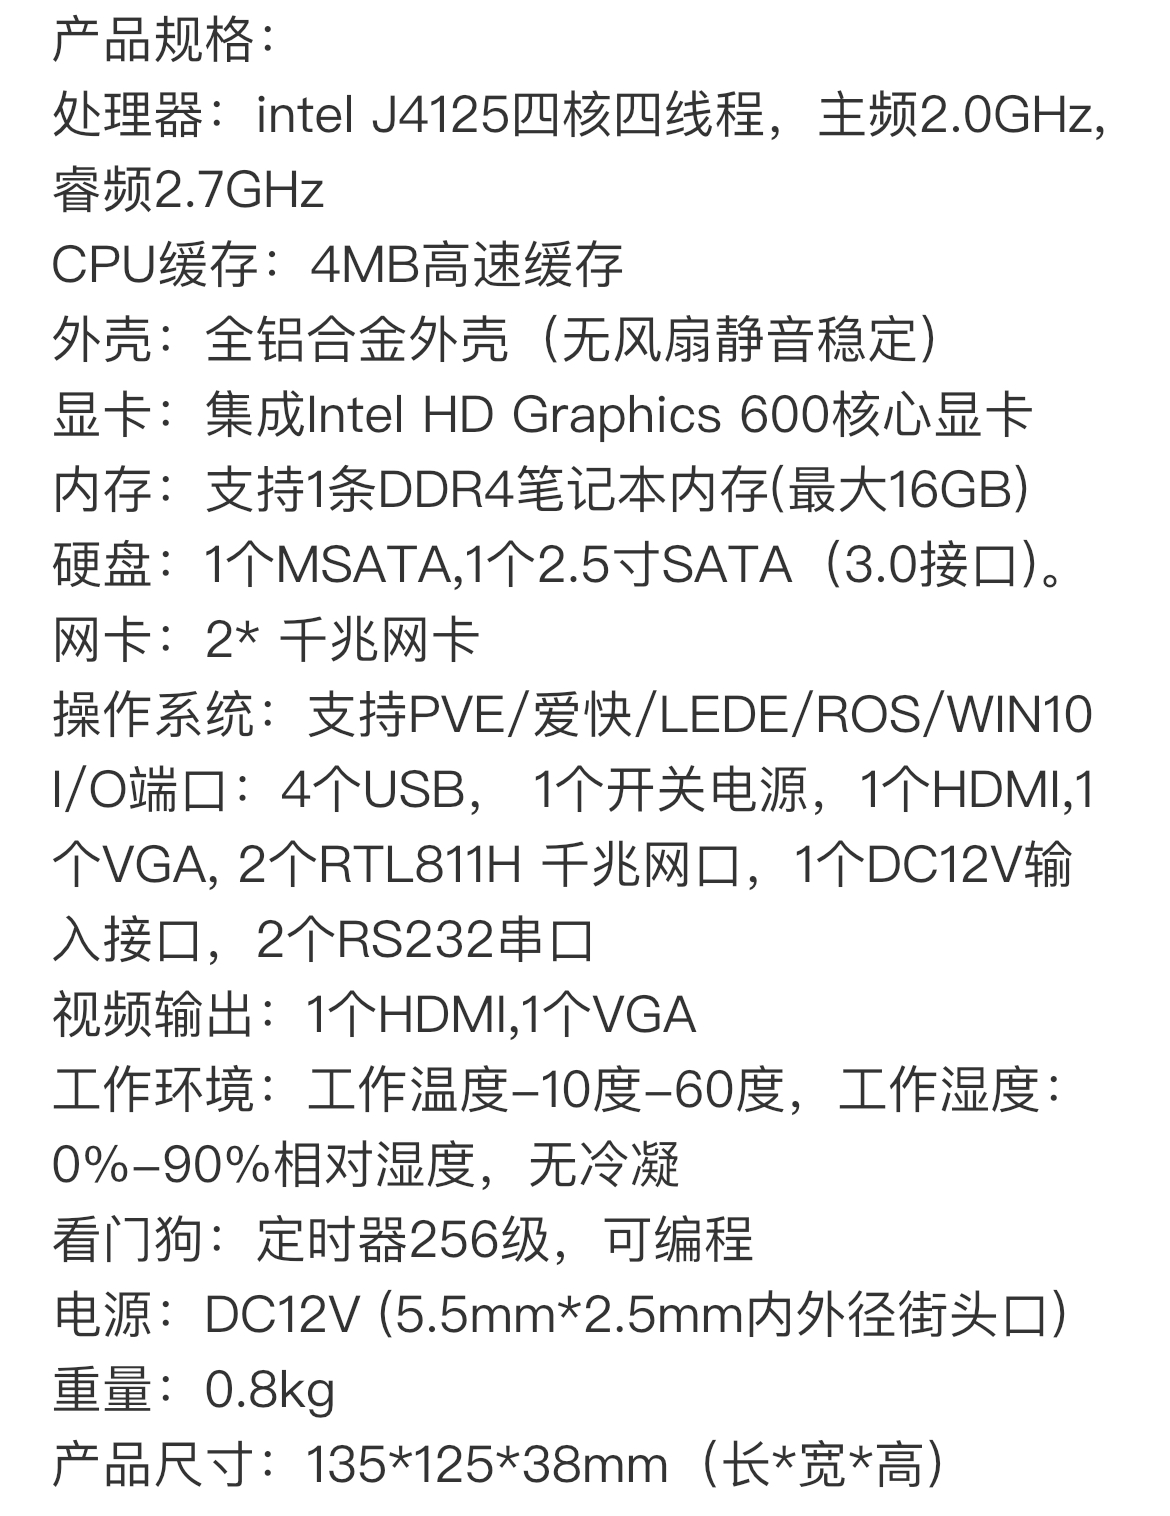 产品规格：
处理器：intel J4125四核四线程，主频2.0GHz,
睿频2.7GHz
CPU缓存：4MB高速缓存
外壳：全铝合金外壳（无风扇静音稳定）
显卡：集成Intel HD Graphics 600核心显卡
内存：支持1条DDR4笔记本内存(最大16GB)
硬盘：1个MSATA,1个2.5寸SATA（3.0接口)。
网卡：2* 千兆网卡
操作系统：支持PVE/爱快/LEDE/ROS/WIN10
I/O端口：4个USB， 1个开关电源，1个HDMI,1
个VGA, 2个RTL811H 千兆网口，1个DC12V输
入接口，2个RS232串口
视频输出：1个HDMI,1个VGA
工作环境：工作温度-10度-60度，工作湿度：
0%-90%相对湿度，无冷凝
看门狗：定时器256级，可编程
电源：DC12V (5.5mm*2.5mm内外径街头口)
重量：0.8kg
产品尺寸：135*125*38mm（长*宽*高）